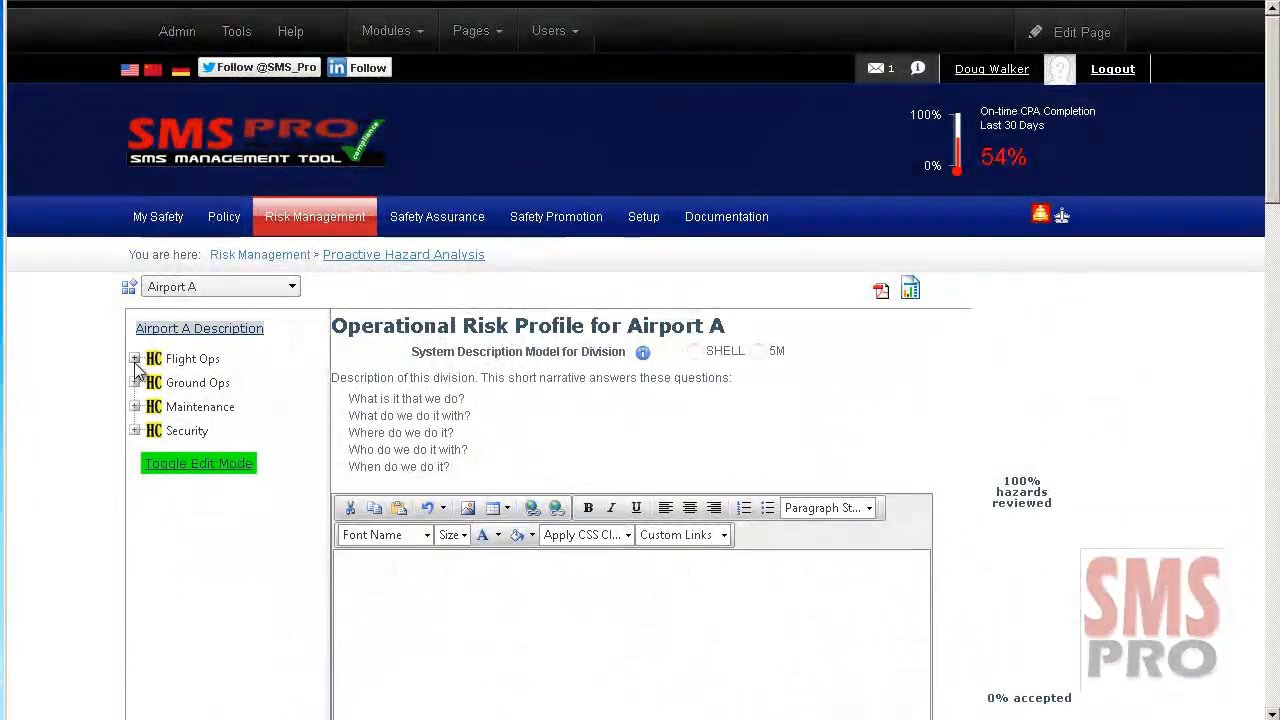 Admin Tools Help Modules Pages Users Edit Page
Follow @SMS_Pro in Follow 1 Doug Walker Logout
SMS PRO
SMS MANAGEMENT TOOL
compliance
100%
0%
On-time CPA Completion
Last 30 Days
54%
My Safety Policy Risk Management Safety Assurance Safety Promotion Setup Documentation
You are here: Risk Management > Proactive Hazard Analysis
Airport A
Airport A Description
HC Flight Ops
HC Ground Ops
HC Maintenance
HC Security
Toggle Edit Mode
Operational Risk Profile for Airport A
System Description Model for Division SHELL 5M
Description of this division. This short narrative answers these questions:
What is it that we do?
What do we do it with?
Where do we do it?
Who do we do it with?
When do we do it?
B I U Paragraph St...
Font Name Size A Apply CSS Cl... Custom Links
100%
hazards
reviewed
0% accepted
SMS
PRO